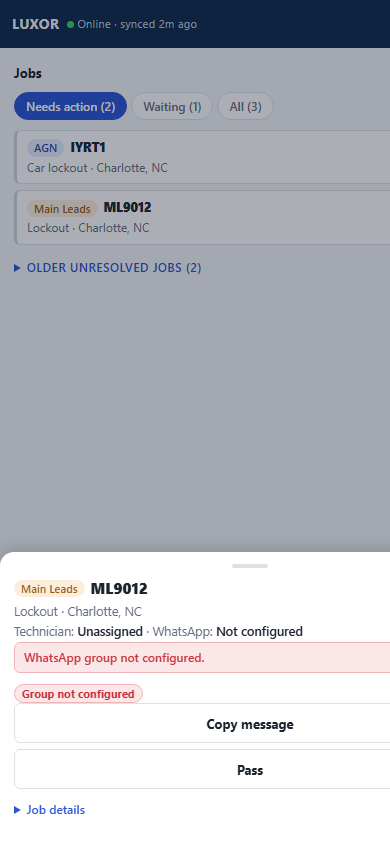 LUXOR Online · synced 2m ago
Jobs
Needs action (2) Waiting (1) All (3)
AGN IYRT1
Car lockout · Charlotte, NC
Main Leads ML9012
Lockout · Charlotte, NC
OLDER UNRESOLVED JOBS (2)
Main Leads ML9012
Lockout · Charlotte, NC
Technician: Unassigned · WhatsApp: Not configured
WhatsApp group not configured.
Group not configured
Copy message
Pass
Job details